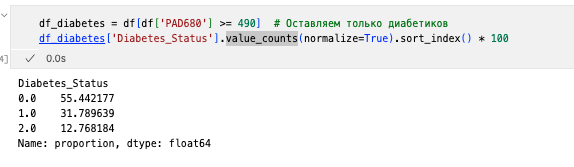 df_diabetes = df[df['PAD680'] >= 490]  # Оставляем только диабетиков
df_diabetes['Diabetes_Status'].value_counts(normalize=True).sort_index() * 100
4]
0.0s
Diabetes_Status
0.0    55.442177
1.0    31.789639
2.0    12.768184
Name: proportion, dtype: float64